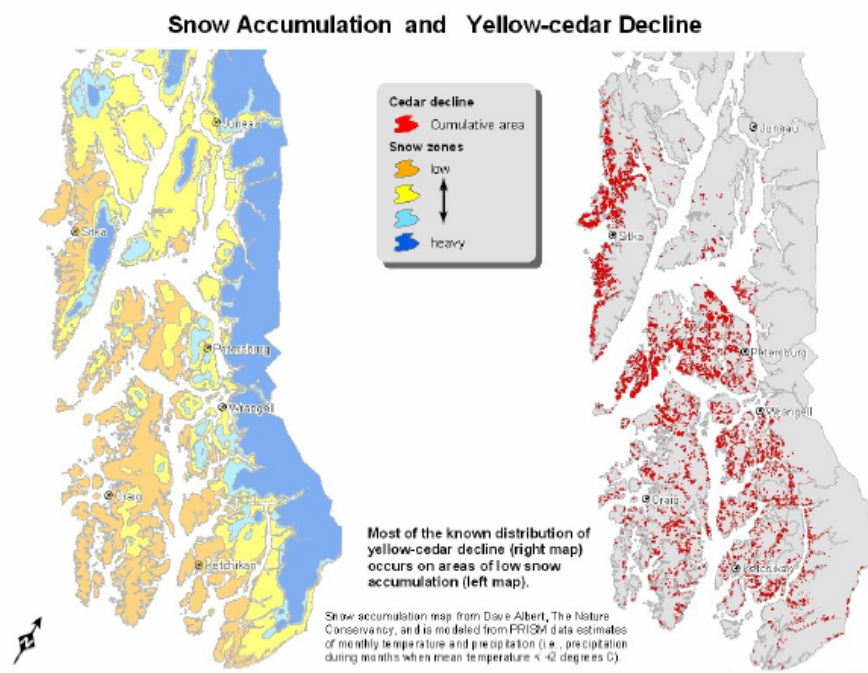 Snow Accumulation and Yellow-cedar Decline
Cedar decline
Cumulative area
Snow zones
low
heavy
Juneau
Sitka
Petersburg
Wrangell
Craig
Ketchikan
Juneau
Sitka
Petersburg
Wrangell
Craig
Ketchikan
Most of the known distribution of
yellow-cedar decline (right map)
occurs on areas of low snow
accumulation (left map).
Snow accumulation map from Dave Albert, The Nature
Conservancy, and is modeled from PRISM data estimates
of monthly temperature and precipitation (i.e., precipitation
during months when mean temperature < +2 degrees C).
N